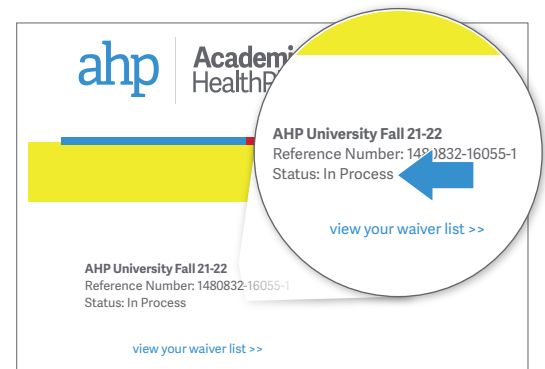 ahp
Academi
HealthP
AHP University Fall 21-22
Reference Number: 1480832-16055-1
Status: In Process
view your waiver list >>
AHP University Fall 21-22
Reference Number: 1480832-16055-1
Status: In Process
view your waiver list >>